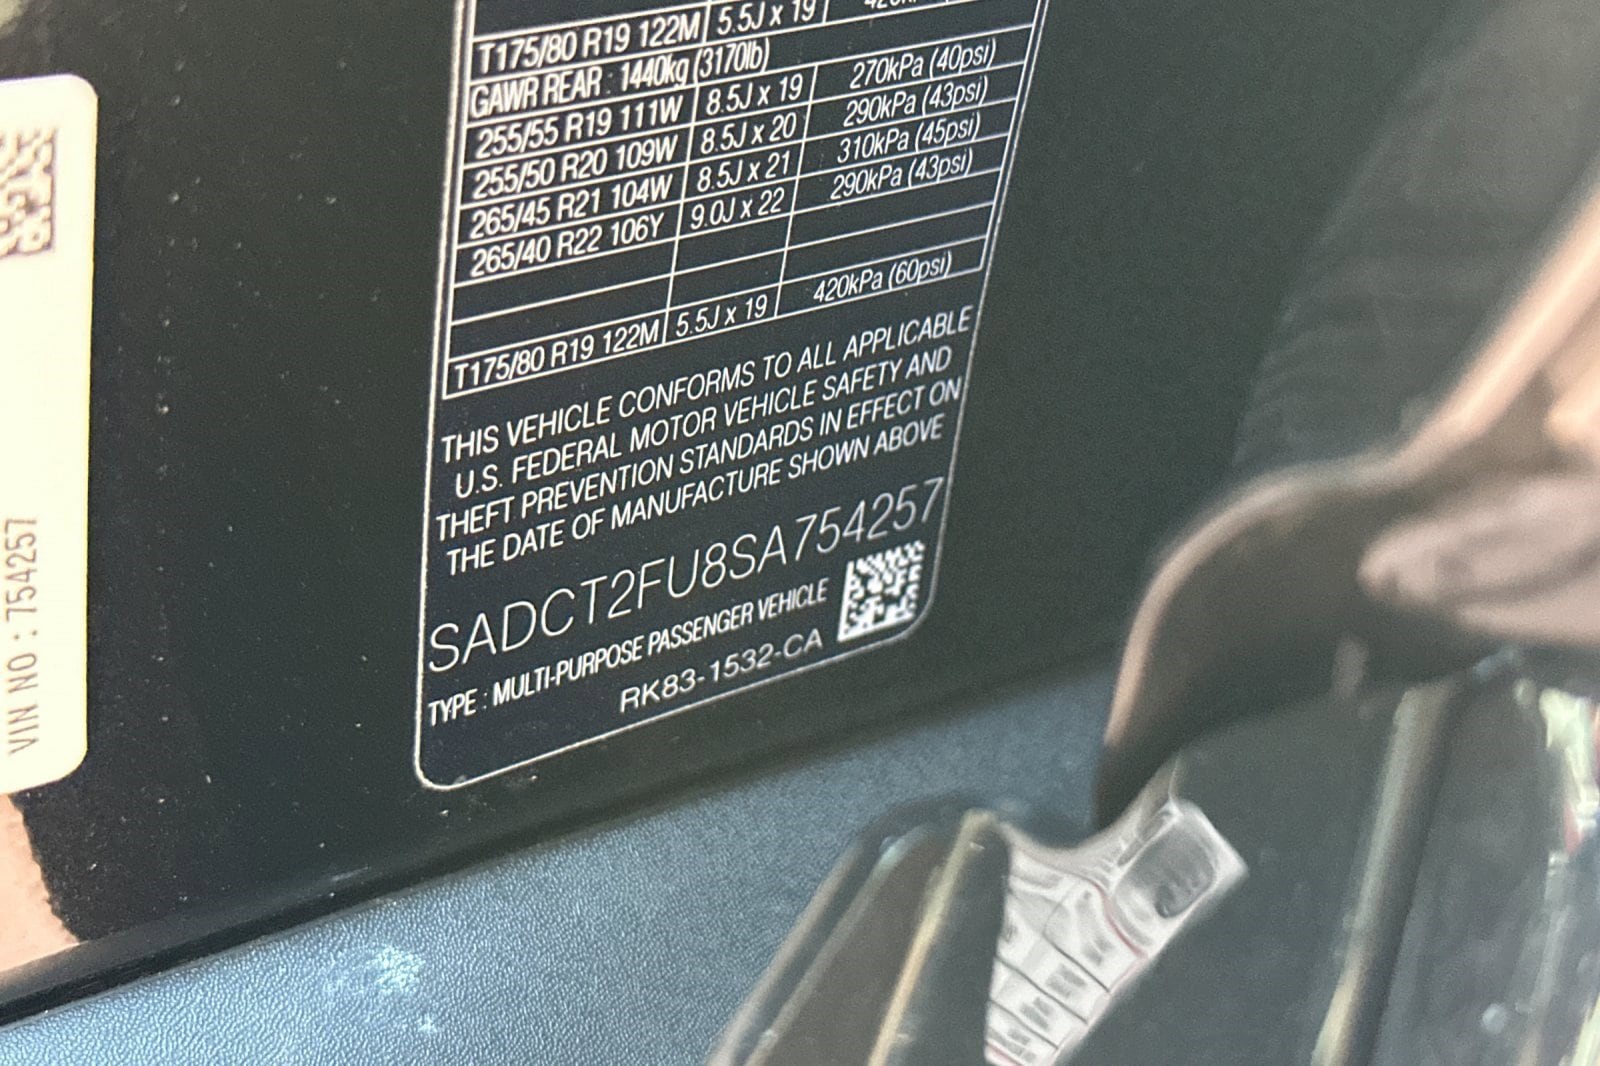 T175/80 R19 122M 5.5J x 19
GAWR REAR : 1440kg (3170lb)
255/55 R19 111W 8.5J x 19 270kPa (40psi)
255/50 R20 109W 8.5J x 20 290kPa (43psi)
265/45 R21 104W 8.5J x 21 310kPa (45psi)
265/40 R22 106Y 9.0J x 22 290kPa (43psi)
T175/80 R19 122M 5.5J x 19 420kPa (60psi)
THIS VEHICLE CONFORMS TO ALL APPLICABLE
U.S. FEDERAL MOTOR VEHICLE SAFETY AND
THEFT PREVENTION STANDARDS IN EFFECT ON
THE DATE OF MANUFACTURE SHOWN ABOVE
SADCT2FU8SA754257
TYPE : MULTI-PURPOSE PASSENGER VEHICLE
RK83-1532-CA
VIN NO : 754257